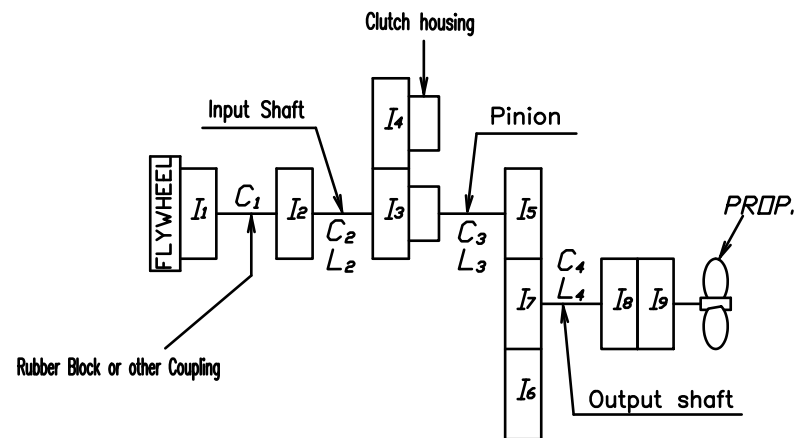 Clutch housing
Input Shaft
I4
Pinion
FLYWHEEL
I1
C1
I2
C2
L2
I3
C3
L3
I5
PROP.
I7
C4
L4
I8
I9
Rubber Block or other Coupling
I6
Output shaft